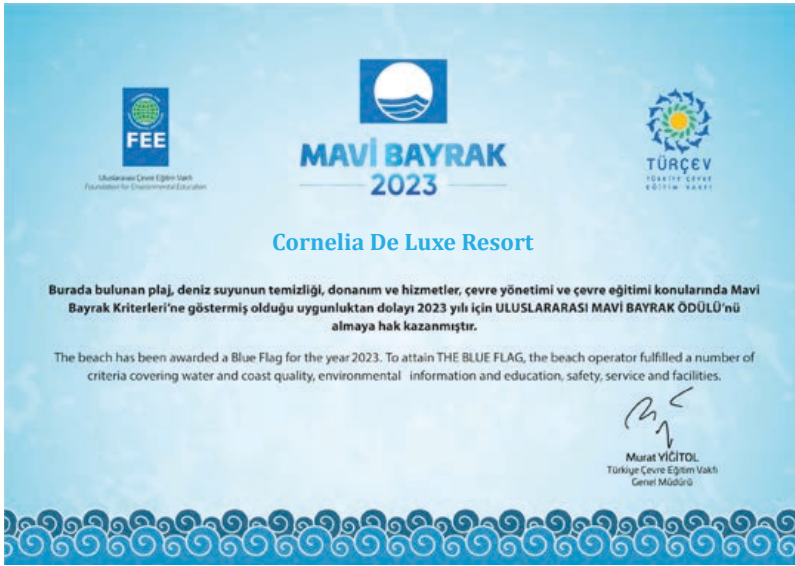 FEE
Uluslararası Çevre Eğitim Vakfı
Foundation for Environmental Education
MAVİ BAYRAK
2023
TÜRÇEV
TÜRKİYE ÇEVRE
EĞİTİM VAKFI
Cornelia De Luxe Resort
Burada bulunan plaj, deniz suyunun temizliği, donanım ve hizmetler, çevre yönetimi ve çevre eğitimi konularında Mavi
Bayrak Kriterleri'ne göstermiş olduğu uygunluktan dolayı 2023 yılı için ULUSLARARASI MAVİ BAYRAK ÖDÜLÜ'nü
almaya hak kazanmıştır.
The beach has been awarded a Blue Flag for the year 2023. To attain THE BLUE FLAG, the beach operator fulfilled a number of
criteria covering water and coast quality, environmental information and education, safety, service and facilities.
Murat YİĞİTOL
Türkiye Çevre Eğitim Vakfı
Genel Müdürü